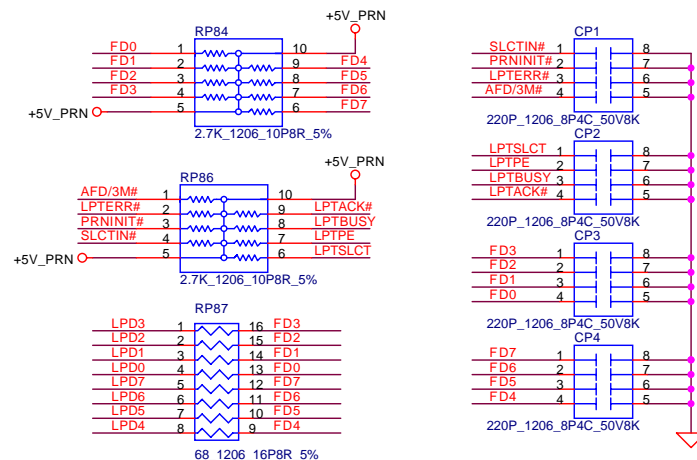 RP84
+5V_PRN
FD0 1 10
FD1 2 9 FD4
FD2 3 8 FD5
FD3 4 7 FD6
+5V_PRN 5 6 FD7
2.7K_1206_10P8R_5%
RP86
+5V_PRN
AFD/3M# 1 10
LPTERR# 2 9 LPTACK#
PRNINIT# 3 8 LPTBUSY
SLCTIN# 4 7 LPTPE
+5V_PRN 5 6 LPTSLCT
2.7K_1206_10P8R_5%
RP87
LPD3 1 16 FD3
LPD2 2 15 FD2
LPD1 3 14 FD1
LPD0 4 13 FD0
LPD7 5 12 FD7
LPD6 6 11 FD6
LPD5 7 10 FD5
LPD4 8 9 FD4
68_1206_16P8R_5%
CP1
SLCTIN# 1 8
PRNINIT# 2 7
LPTERR# 3 6
AFD/3M# 4 5
220P_1206_8P4C_50V8K
CP2
LPTSLCT 1 8
LPTPE 2 7
LPTBUSY 3 6
LPTACK# 4 5
220P_1206_8P4C_50V8K
CP3
FD3 1 8
FD2 2 7
FD1 3 6
FD0 4 5
220P_1206_8P4C_50V8K
CP4
FD7 1 8
FD6 2 7
FD5 3 6
FD4 4 5
220P_1206_8P4C_50V8K